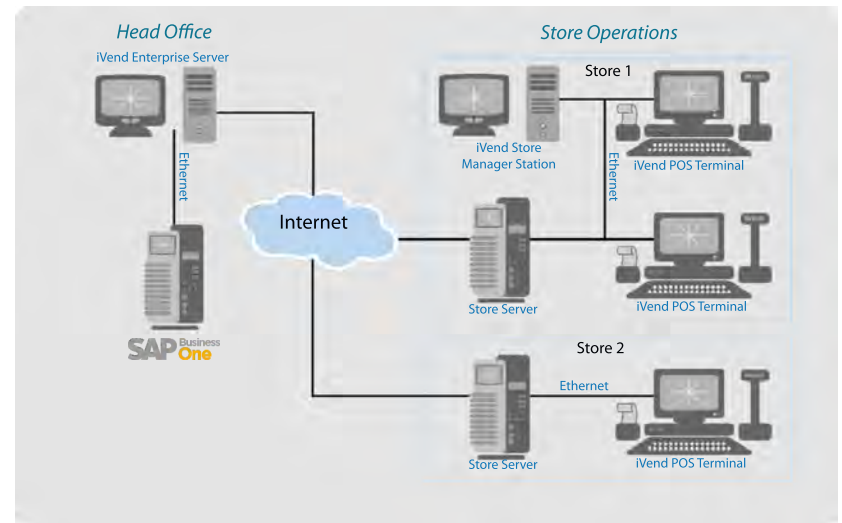 Head Office
iVend Enterprise Server
Ethernet
SAP Business One
Internet
Store Operations
Store 1
iVend Store
Manager Station
iVend POS Terminal
Ethernet
Store Server
iVend POS Terminal
Store 2
Ethernet
Store Server
iVend POS Terminal